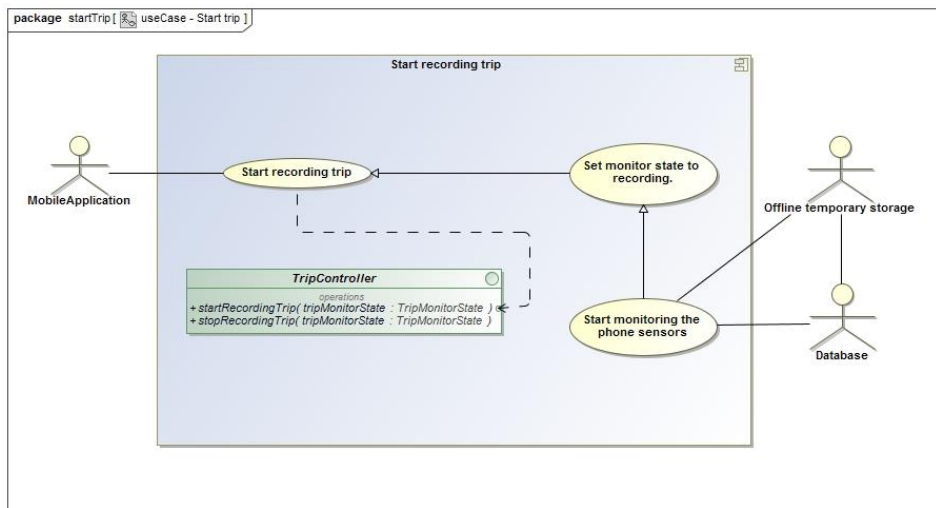 package startTrip[ useCase - Start trip ]
Start recording trip
MobileApplication
Start recording trip
Set monitor state to
recording.
Offline temporary storage
TripController
operations
+startRecordingTrip( tripMonitorState : TripMonitorState )
+stopRecordingTrip( tripMonitorState : TripMonitorState )
Start monitoring the
phone sensors
Database